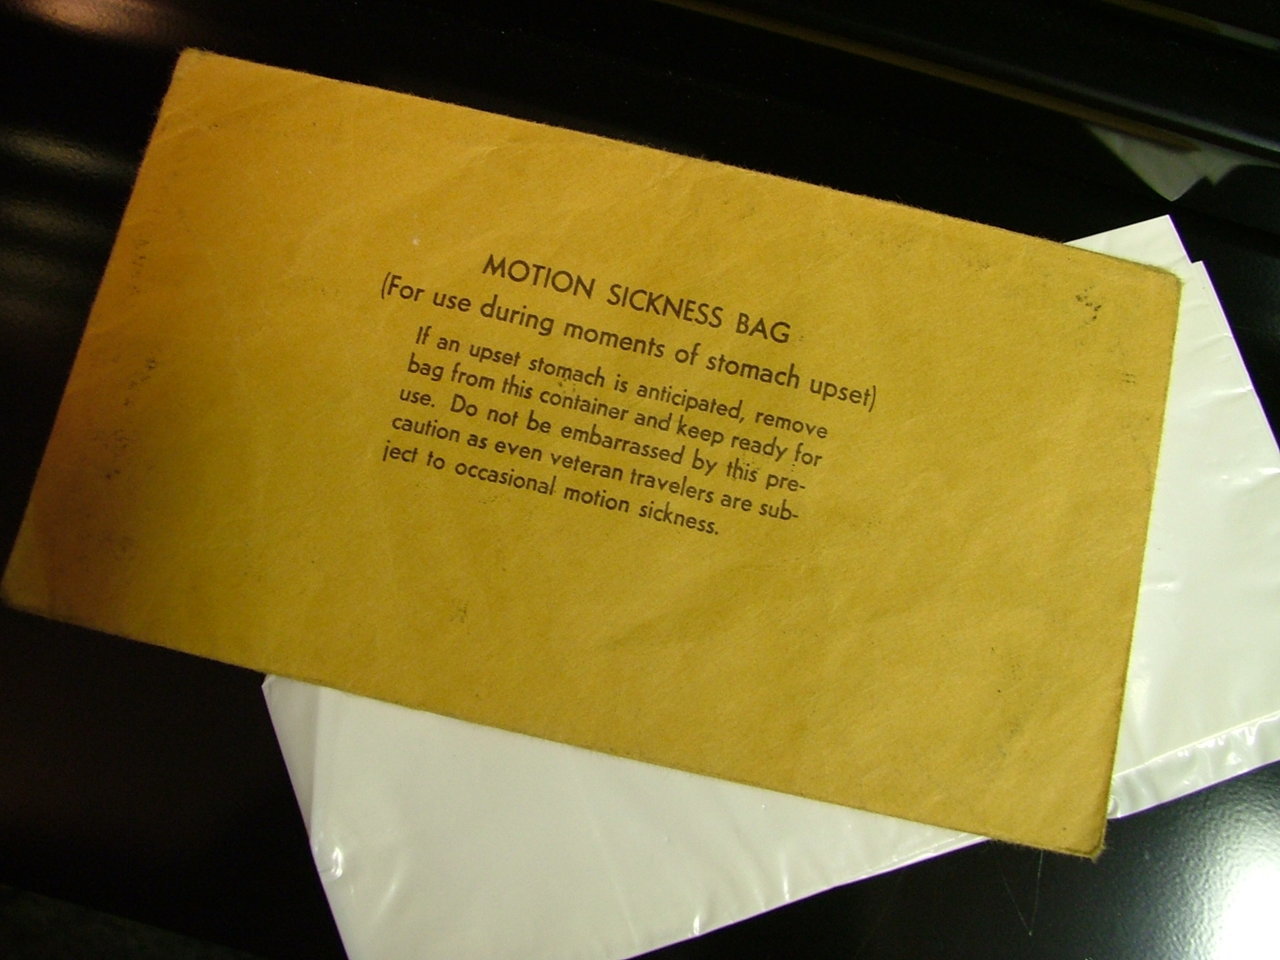 MOTION SICKNESS BAG
(For use during moments of stomach upset)
If an upset stomach is anticipated, remove
bag from this container and keep ready for
use. Do not be embarrassed by this pre-
caution as even veteran travelers are sub-
ject to occasional motion sickness.